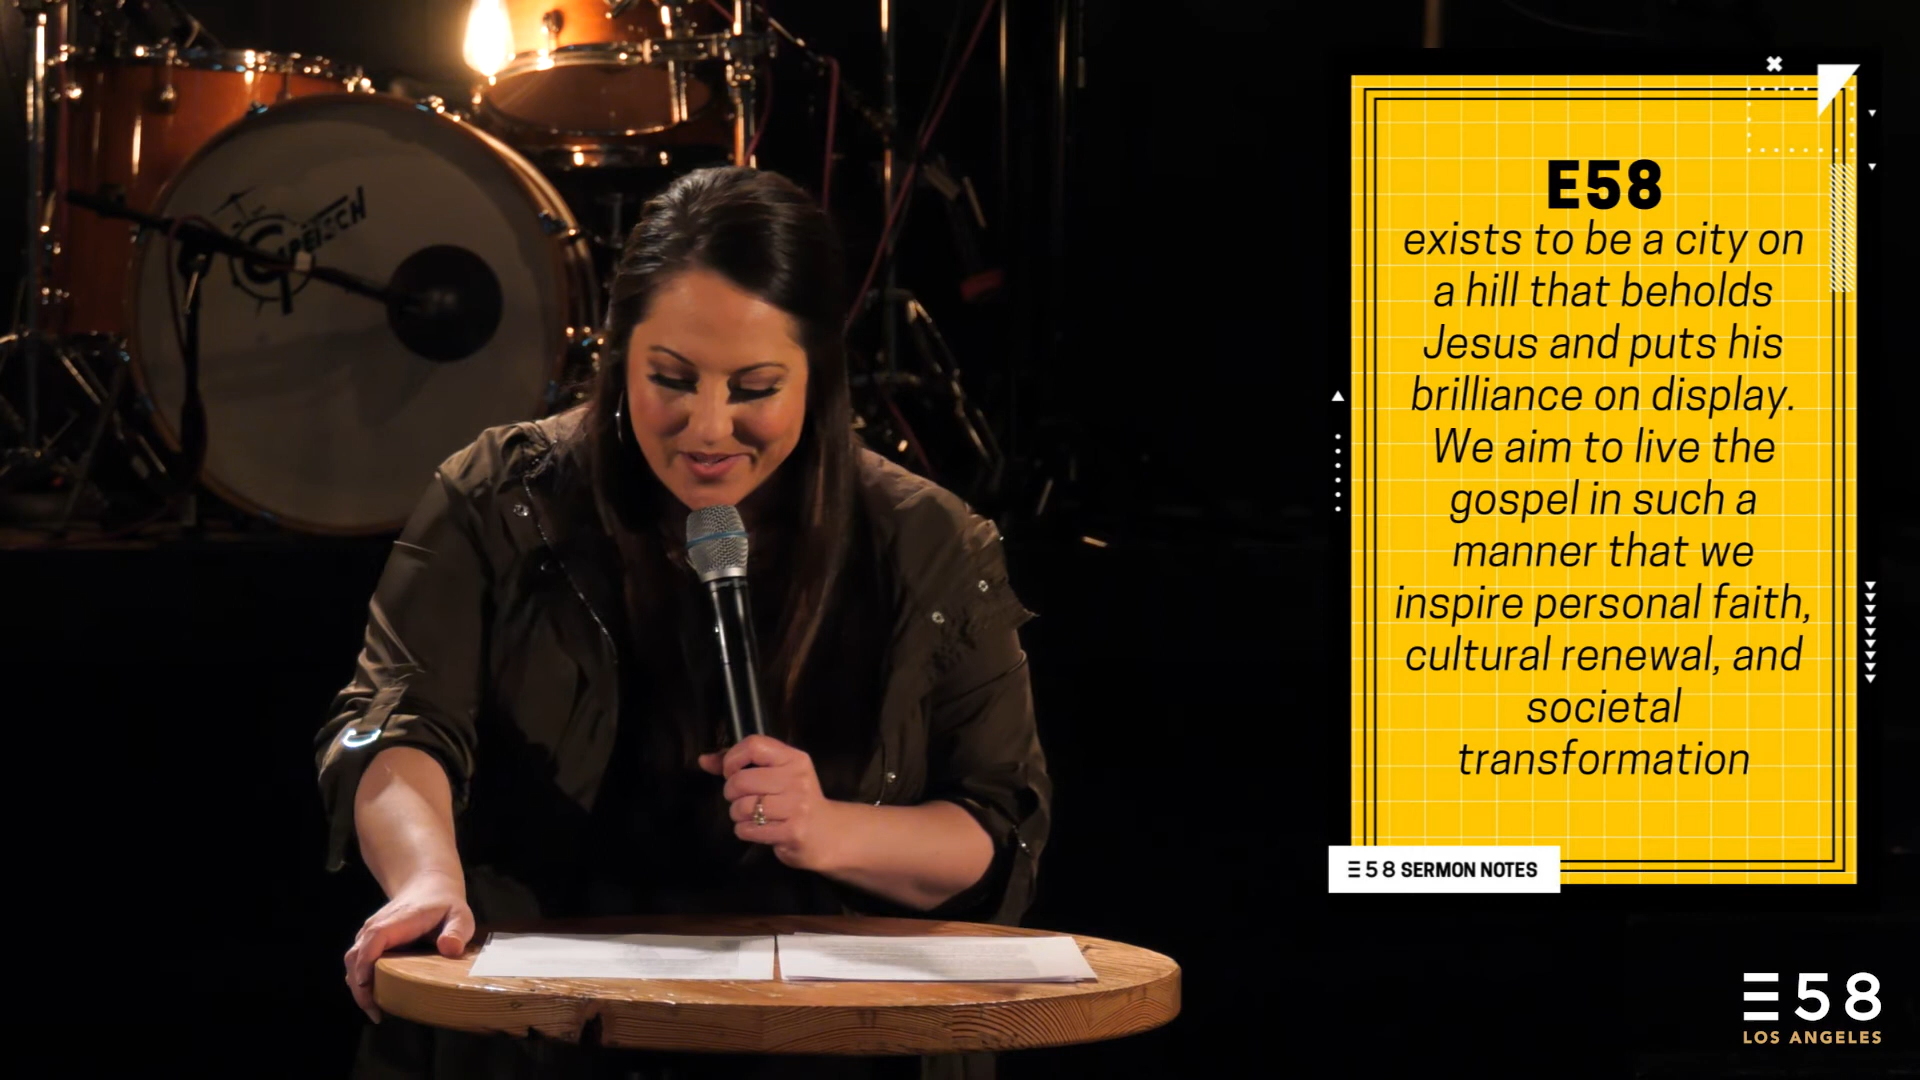 GRETSCH
E58
exists to be a city on
a hill that beholds
Jesus and puts his
brilliance on display.
We aim to live the
gospel in such a
manner that we
inspire personal faith,
cultural renewal, and
societal
transformation
E58 SERMON NOTES
E58
LOS ANGELES